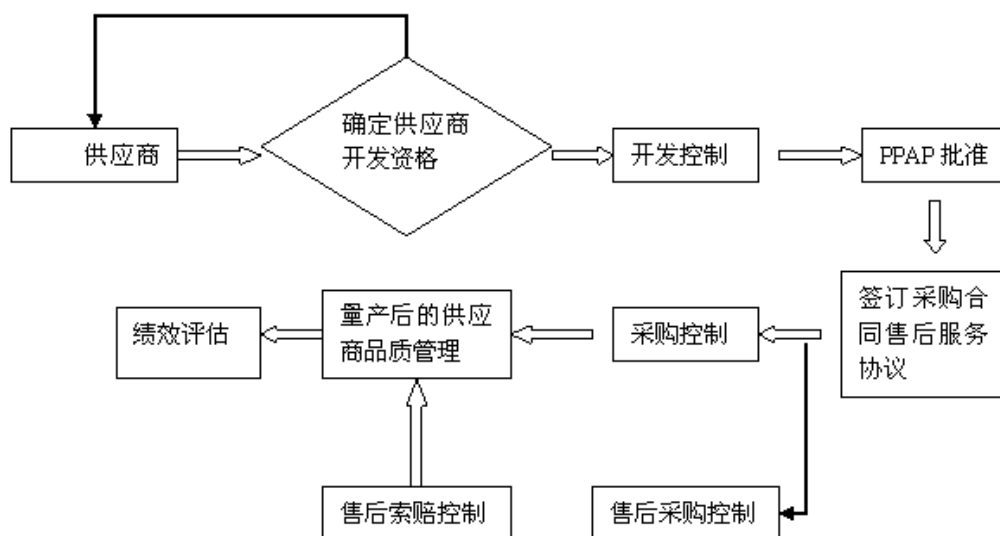 供应商
确定供应商
开发资格
开发控制
PPAP 批准
签订采购合
同售后服务
协议
采购控制
量产后的供应
商品质管理
绩效评估
售后索赔控制
售后采购控制